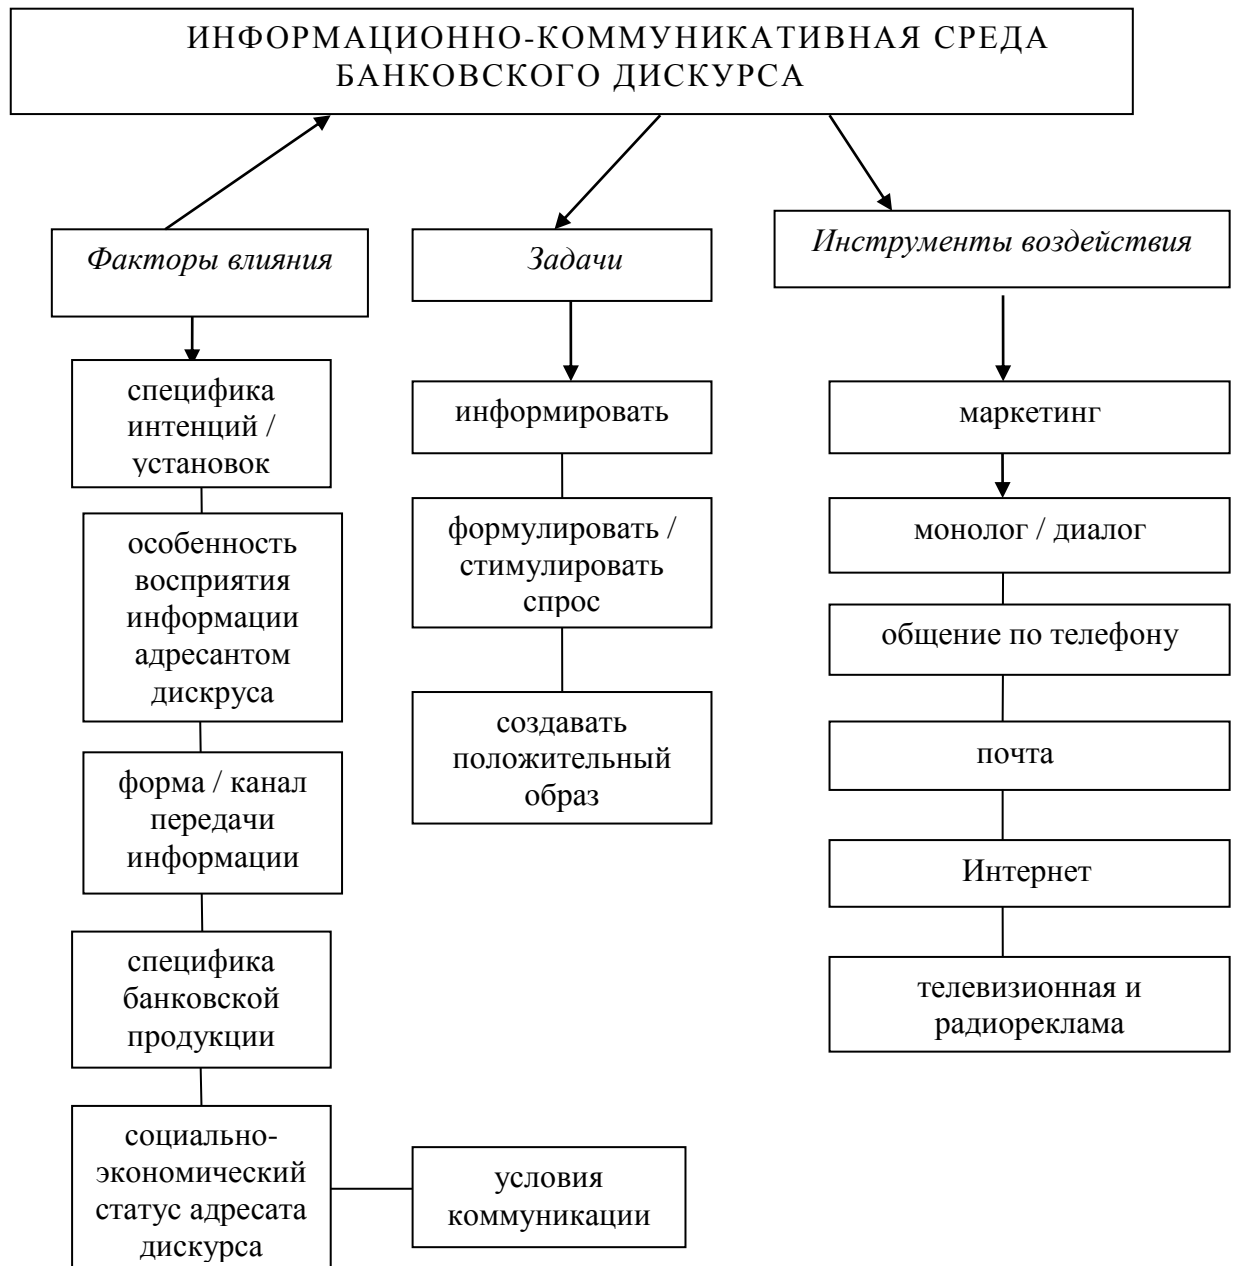 ИНФОРМАЦИОННО-КОММУНИКАТИВНАЯ СРЕДА
БАНКОВСКОГО ДИСКУРСА
Факторы влияния
специфика
интенций /
установок
особенность
восприятия
информации
адресантом
дискруса
форма / канал
передачи
информации
специфика
банковской
продукции
социально-
экономический
статус адресата
дискурса
условия
коммуникации
Задачи
информировать
формулировать /
стимулировать
спрос
создавать
положительный
образ
Инструменты воздействия
маркетинг
монолог / диалог
общение по телефону
почта
Интернет
телевизионная и
радиореклама